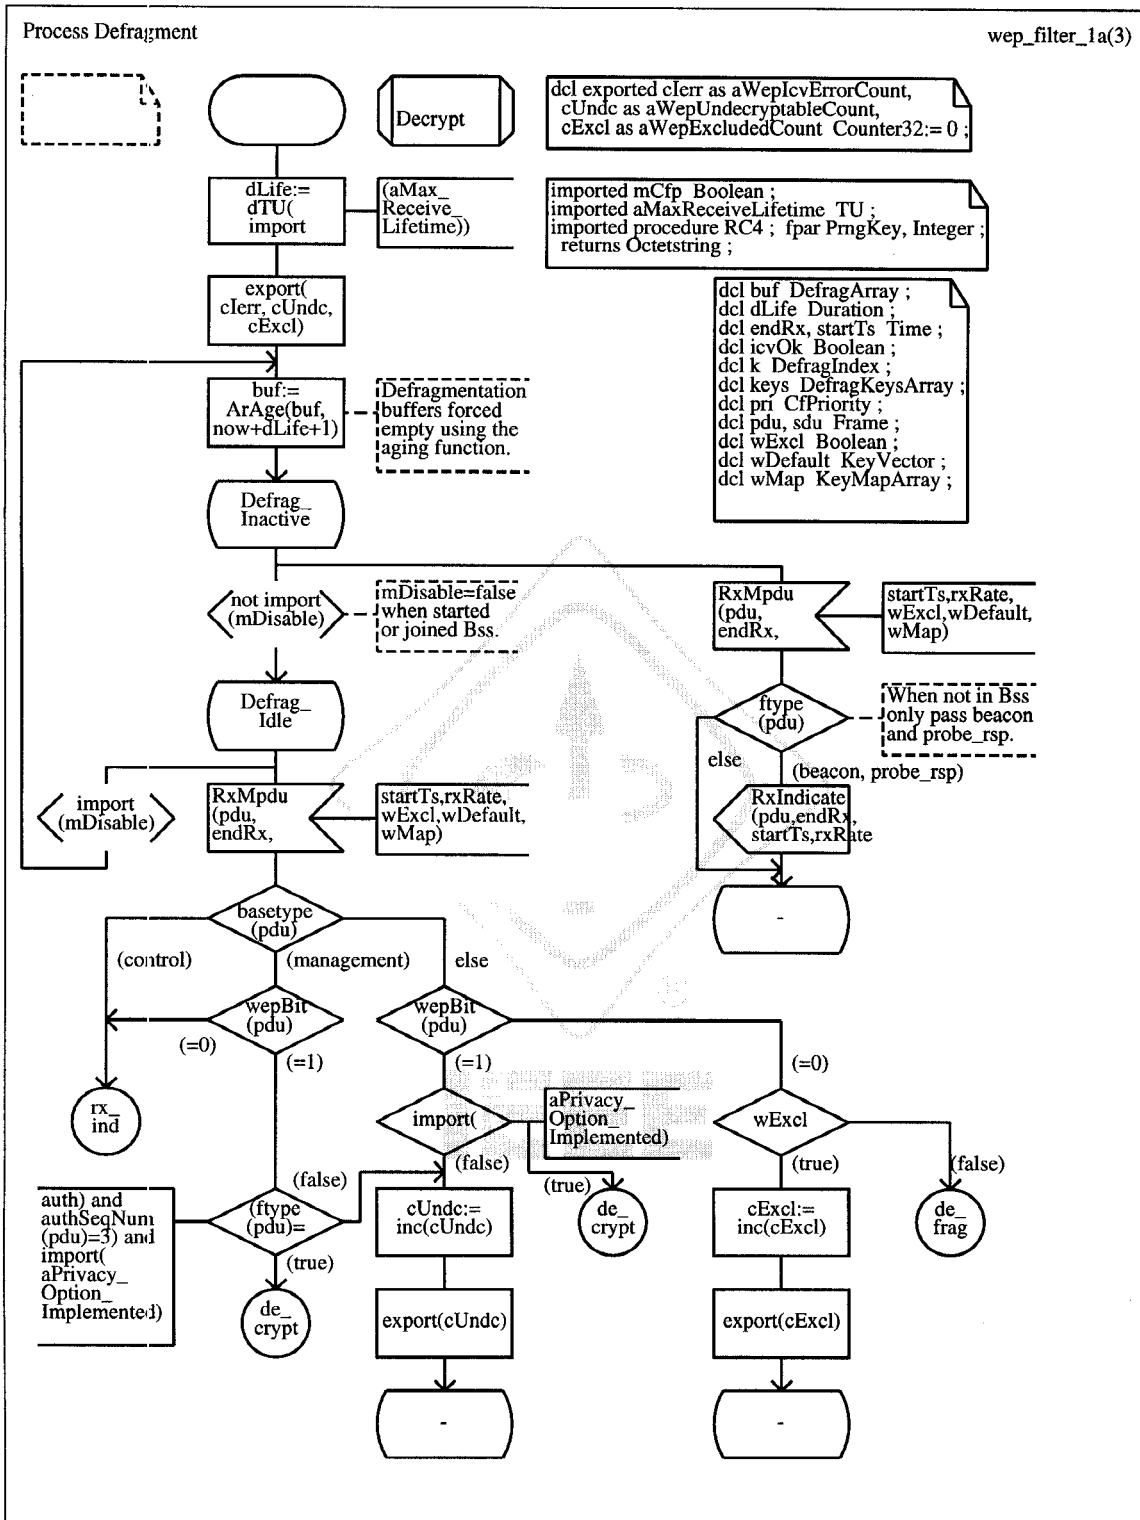 Process Defragment
wep_filter_1a(3)
Decrypt
dcl exported cIerr as aWepIcvErrorCount,
cUndc as aWepUndecryptableCount,
cExcl as aWepExcludedCount Counter32:= 0 ;
dLife:=
dTU(
import
(aMax_
Receive_
Lifetime))
imported mCfp Boolean ;
imported aMaxReceiveLifetime TU ;
imported procedure RC4 ; fpar PrngKey, Integer ;
returns Octetstring ;
export(
cIerr, cUndc,
cExcl)
dcl buf DefragArray ;
dcl dLife Duration ;
dcl endRx, startTs Time ;
dcl icvOk Boolean ;
dcl k DefragIndex ;
dcl keys DefragKeysArray ;
dcl pri CfPriority ;
dcl pdu, sdu Frame ;
dcl wExcl Boolean ;
dcl wDefault KeyVector ;
dcl wMap KeyMapArray ;
buf:=
ArAge(buf,
now+dLife+1)
Defragmentation
buffers forced
empty using the
aging function.
Defrag_
Inactive
not import
(mDisable)
mDisable=false
when started
or joined Bss.
RxMpdu
(pdu,
endRx,
startTs,rxRate,
wExcl,wDefault,
wMap)
Defrag_
Idle
ftype
(pdu)
When not in Bss
only pass beacon
and probe_rsp.
else
(beacon, probe_rsp)
import
(mDisable)
RxMpdu
(pdu,
endRx,
startTs,rxRate,
wExcl,wDefault,
wMap)
RxIndicate
(pdu,endRx,
startTs,rxRate
-
basetype
(pdu)
(control)
(management)
else
wepBit
(pdu)
(=0)
(=1)
wepBit
(pdu)
(=1)
(=0)
rx_
ind
import(
aPrivacy_
Option_
Implemented)
wExcl
(false)
(false)
(true)
(true)
(false)
auth) and
authSeqNum
(pdu)=3) and
import(
aPrivacy_
Option_
Implemented)
(ftype
(pdu)=
(true)
cUndc:=
inc(cUndc)
de_
crypt
cExcl:=
inc(cExcl)
de_
frag
de_
crypt
export(cUndc)
export(cExcl)
-
-